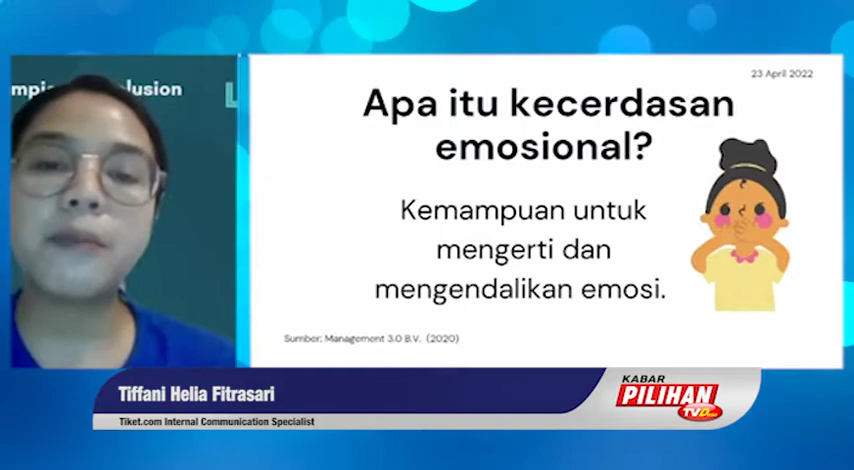 23 April 2022
Apa itu kecerdasan
emosional?
Kemampuan untuk
mengerti dan
mengendalikan emosi.
Sumber: Management 3.0 B.V. (2020)
Tiffani Helia Fitrasari
Tiket.com Internal Communication Specialist
KABAR
PILIHAN